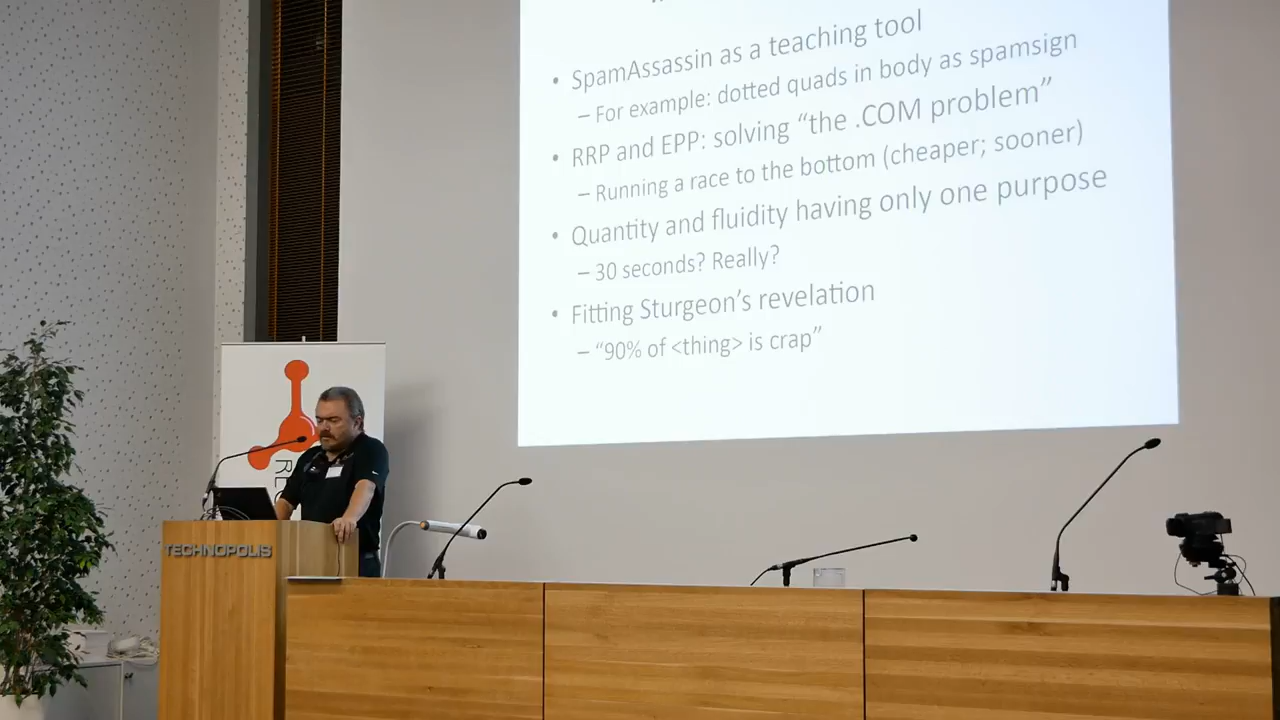 • SpamAssassin as a teaching tool
– For example: dotted quads in body as spamsign
• RRP and EPP: solving “the .COM problem”
– Running a race to the bottom (cheaper; sooner)
• Quantity and fluidity having only one purpose
– 30 seconds? Really?
• Fitting Sturgeon’s revelation
– “90% of <thing> is crap”
TECHNOPOLIS